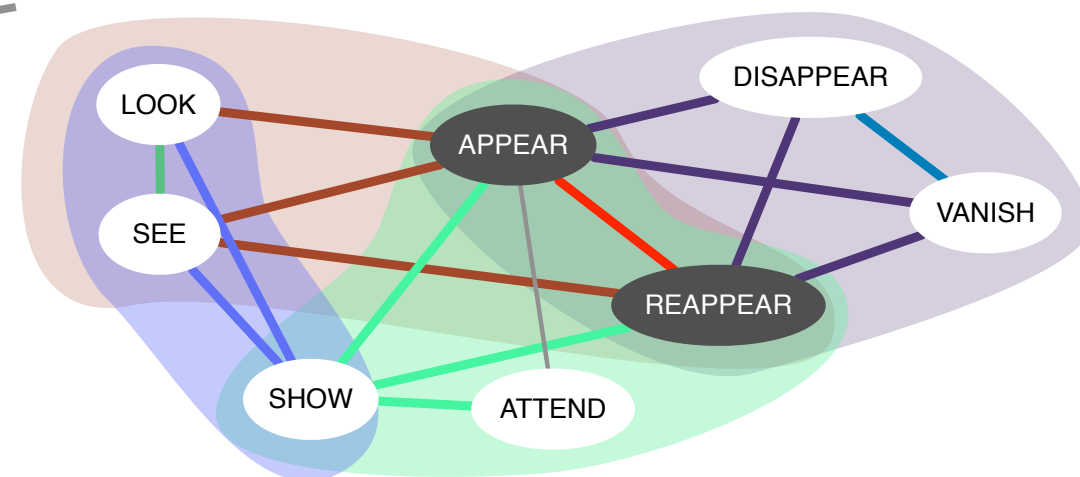 LOOK
DISAPPEAR
APPEAR
SEE
VANISH
REAPPEAR
SHOW
ATTEND